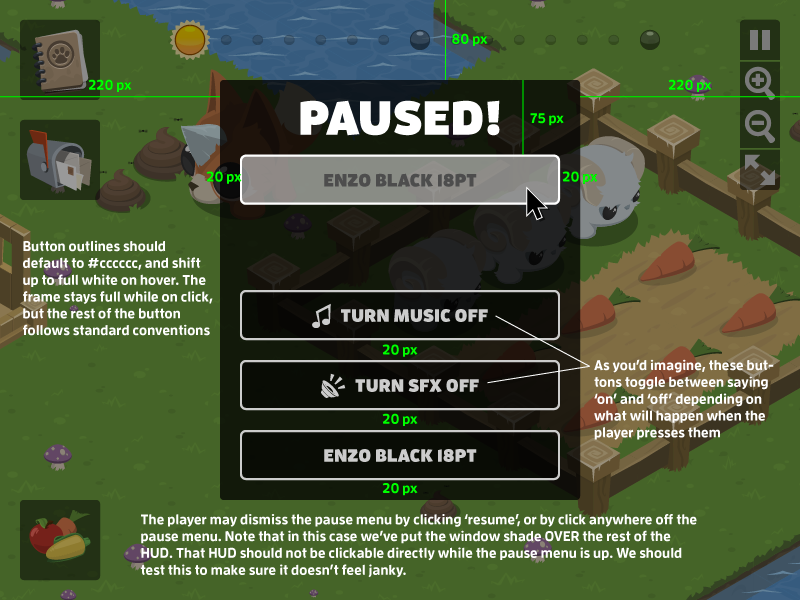 80 px
220 px
220 px
PAUSED!
75 px
20 px
ENZO BLACK 18PT
20 px
Button outlines should
default to #cccccc, and shift
up to full white on hover. The
frame stays full while on click,
but the rest of the button
follows standard conventions
TURN MUSIC OFF
20 px
TURN SFX OFF
20 px
ENZO BLACK 18PT
20 px
As you’d imagine, these but-
tons toggle between saying
‘on’ and ‘off’ depending on
what will happen when the
player presses them
The player may dismiss the pause menu by clicking ‘resume’, or by click anywhere off the
pause menu. Note that in this case we’ve put the window shade OVER the rest of the
HUD. That HUD should not be clickable directly while the pause menu is up. We should
test this to make sure it doesn’t feel janky.